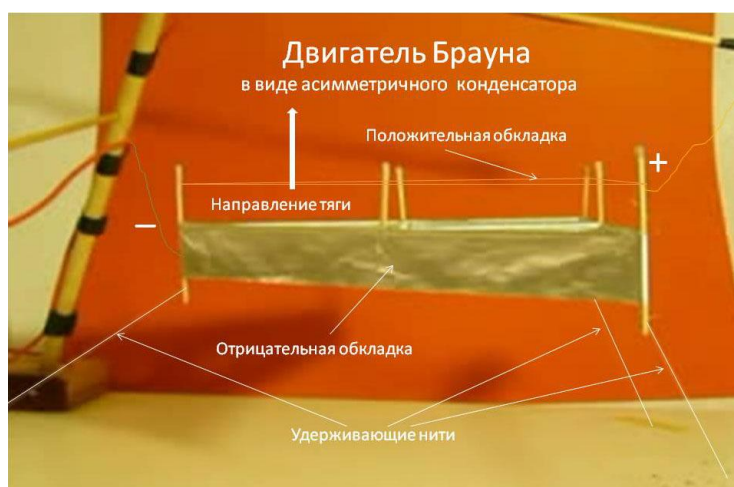 Двигатель Брауна
в виде асимметричного конденсатора
Положительная обкладка
+
Направление тяги
−
Отрицательная обкладка
Удерживающие нити